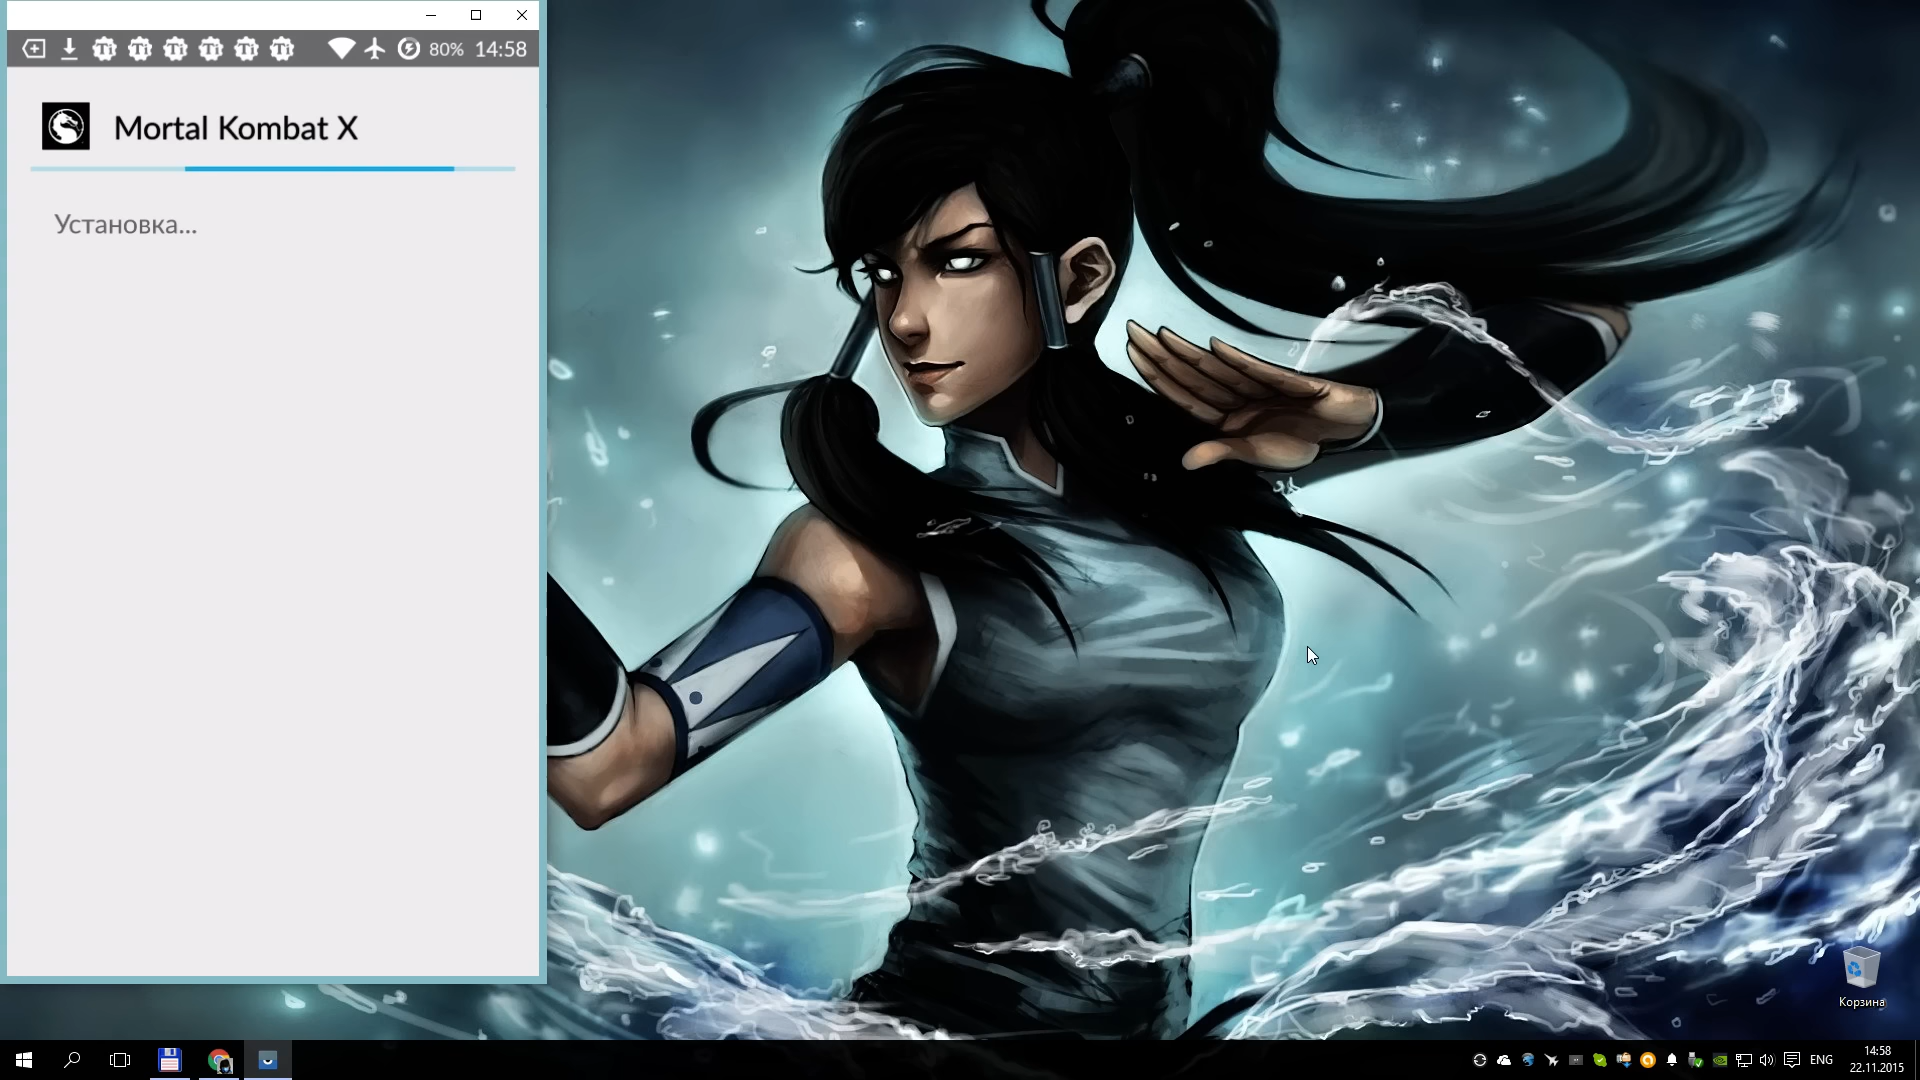 80% 14:58
Mortal Kombat X
Установка...
Корзина
ENG
14:58
22.11.2015